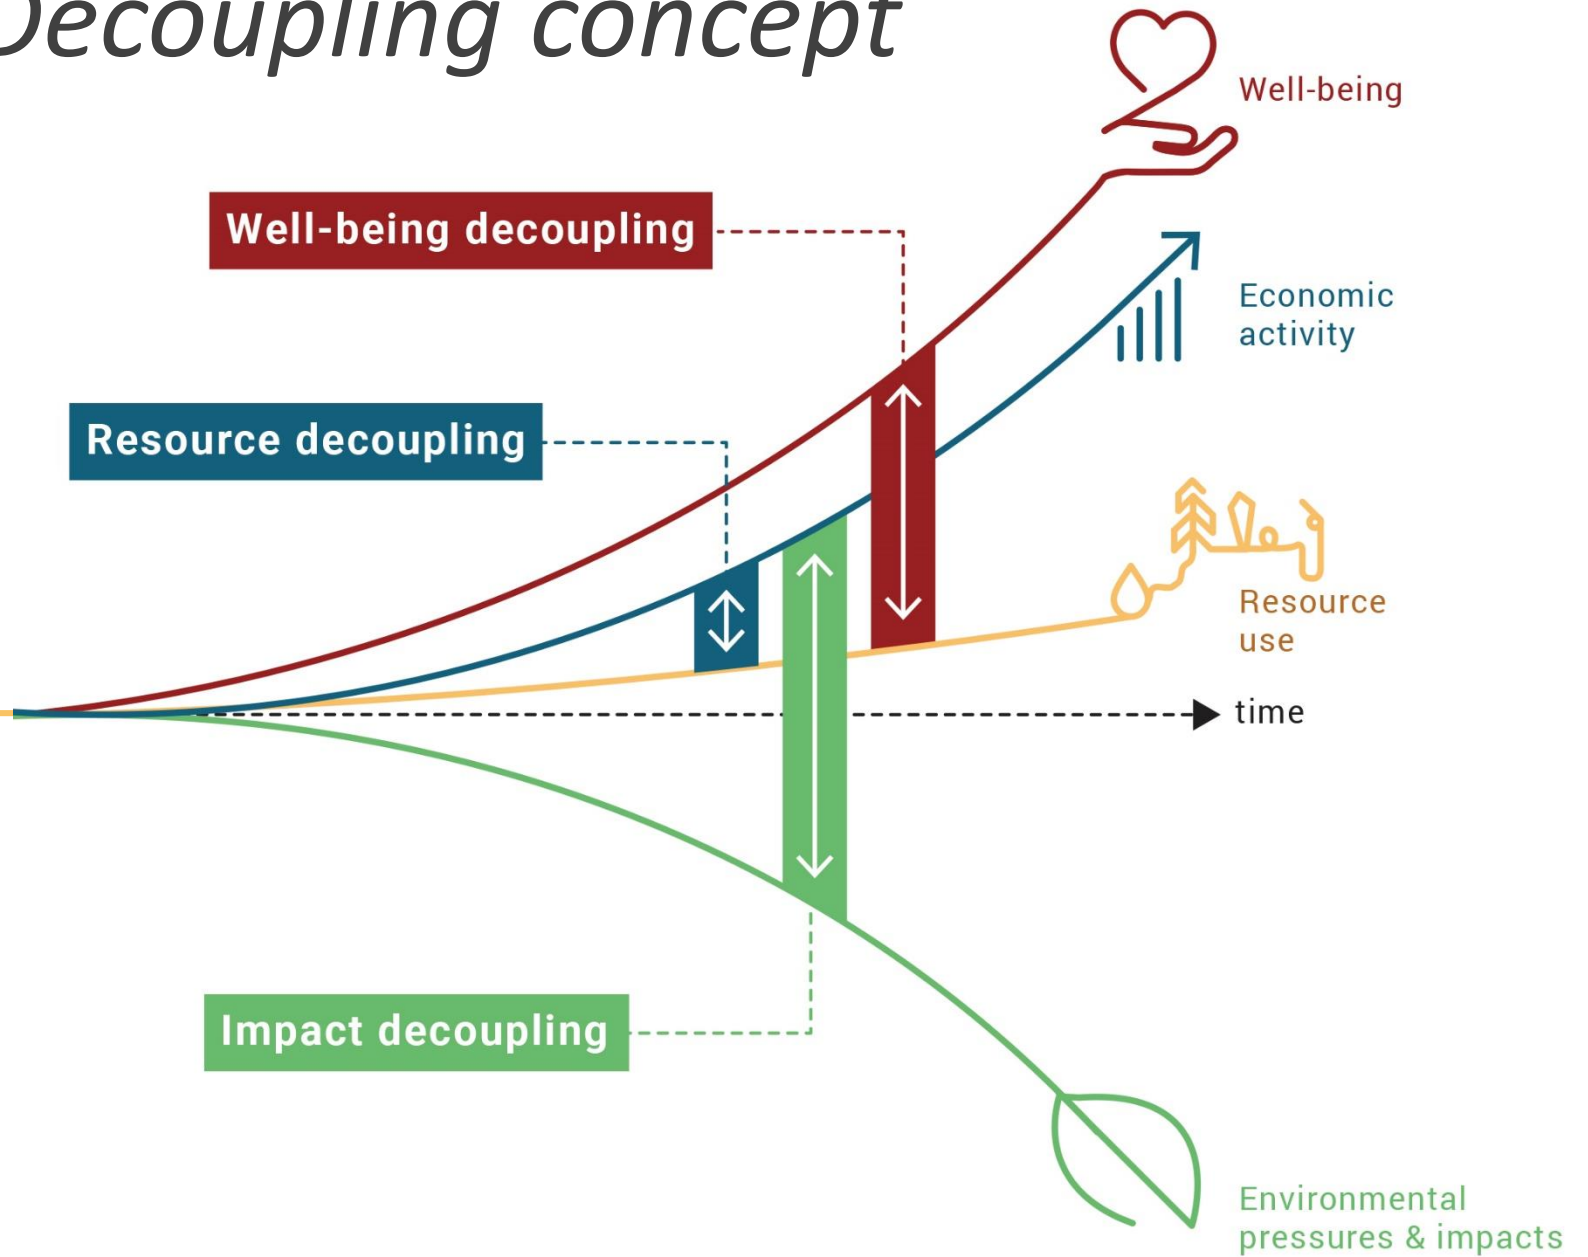 Decoupling concept
Well-being
Well-being decoupling
Economic
activity
Resource decoupling
Resource
use
time
Impact decoupling
Environmental
pressures & impacts